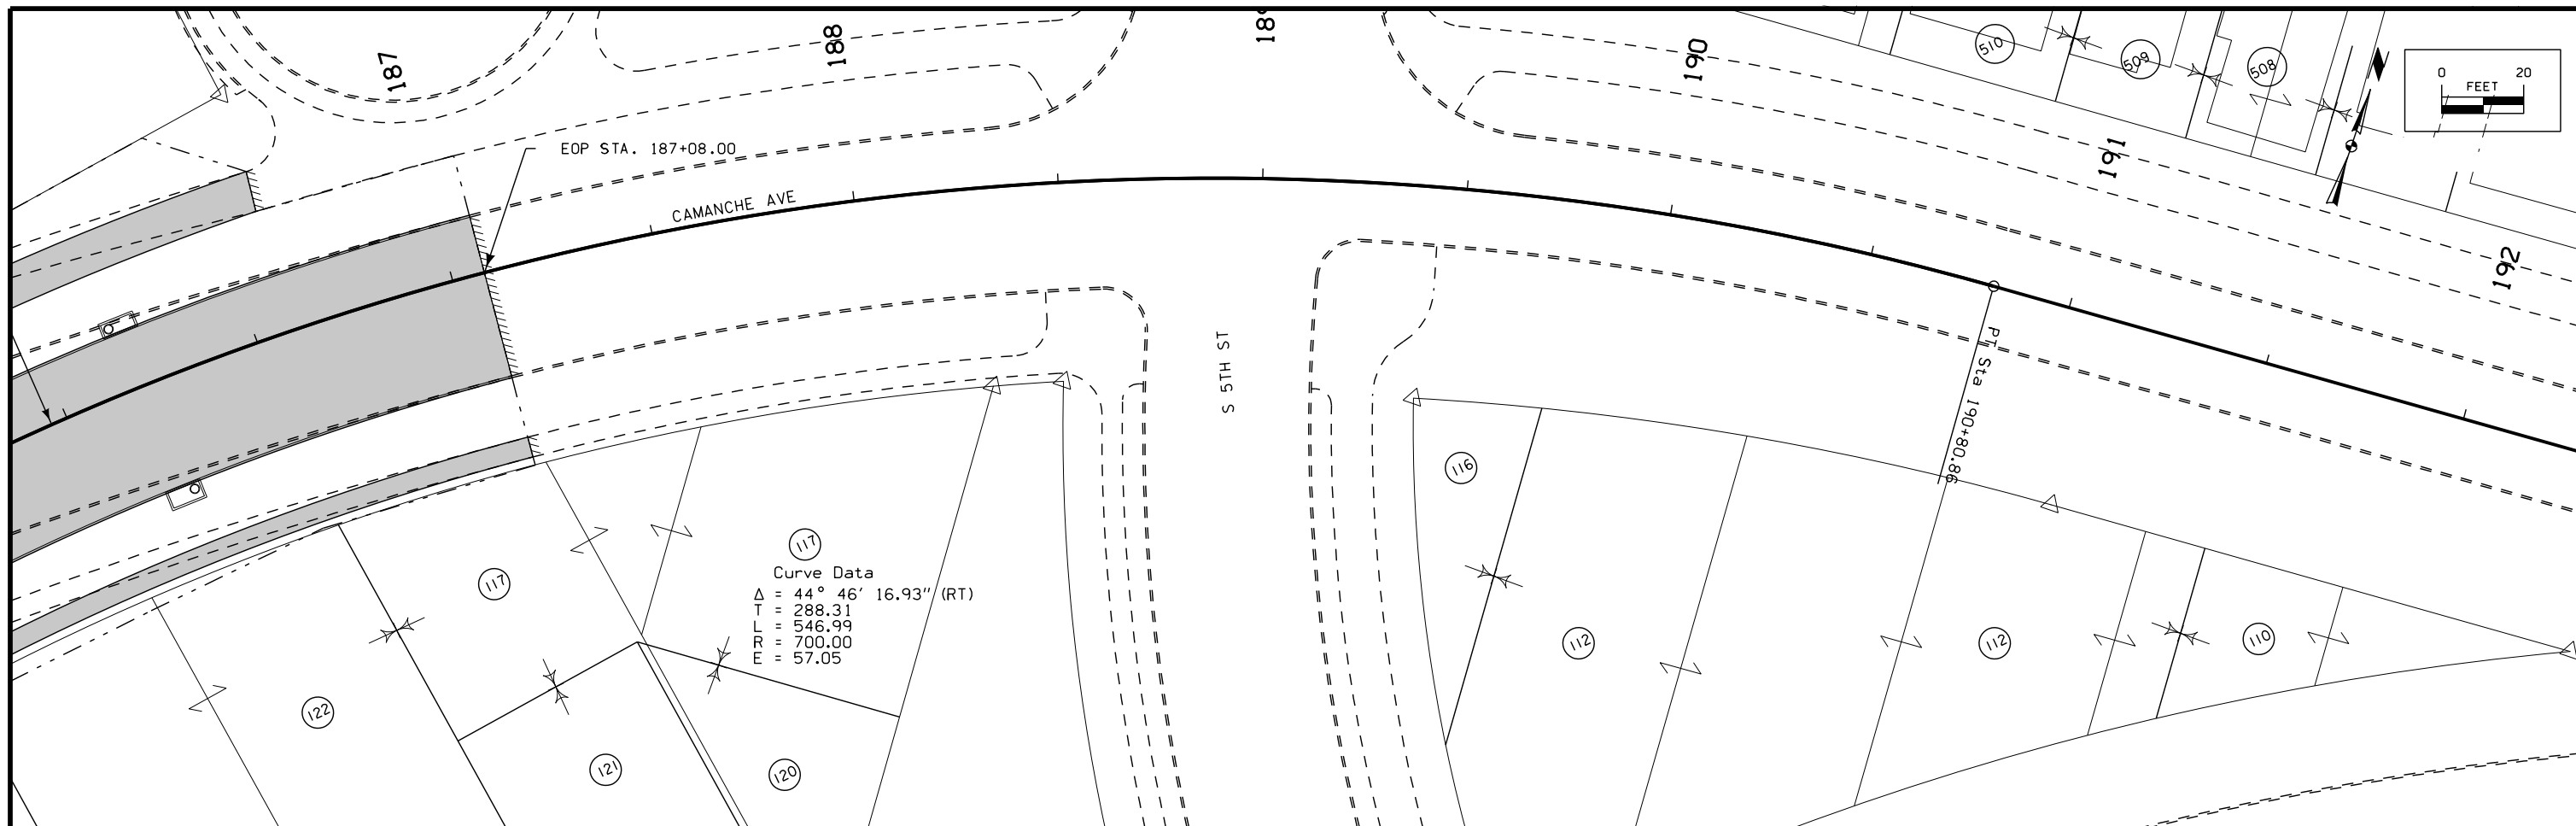 187
188
190
191
192
510
509
508
0 20
FEET
EOP STA. 187+08.00
CAMANCHE AVE
S 5TH ST
PT Sta 190+80.86
116
117
117
Curve Data
Δ = 44° 46′ 16.93″ (RT)
T = 288.31
L = 546.99
R = 700.00
E = 57.05
112
112
110
122
121
120